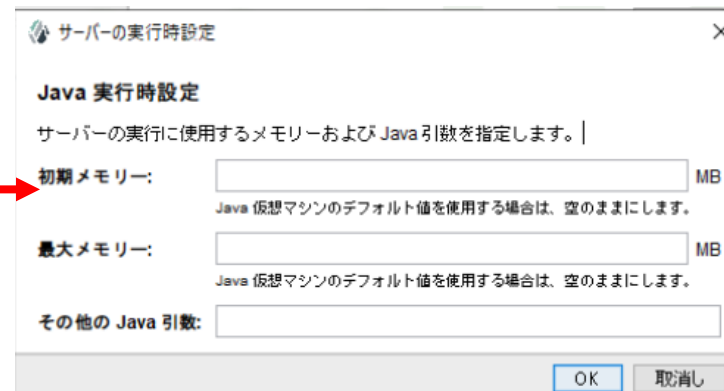 サーバーの実行時設定
Java 実行時設定
サーバーの実行に使用するメモリーおよび Java 引数を指定します。
初期メモリー: MB
Java 仮想マシンのデフォルト値を使用する場合は、空のままにします。
最大メモリー: MB
Java 仮想マシンのデフォルト値を使用する場合は、空のままにします。
その他の Java 引数:
OK 取消し